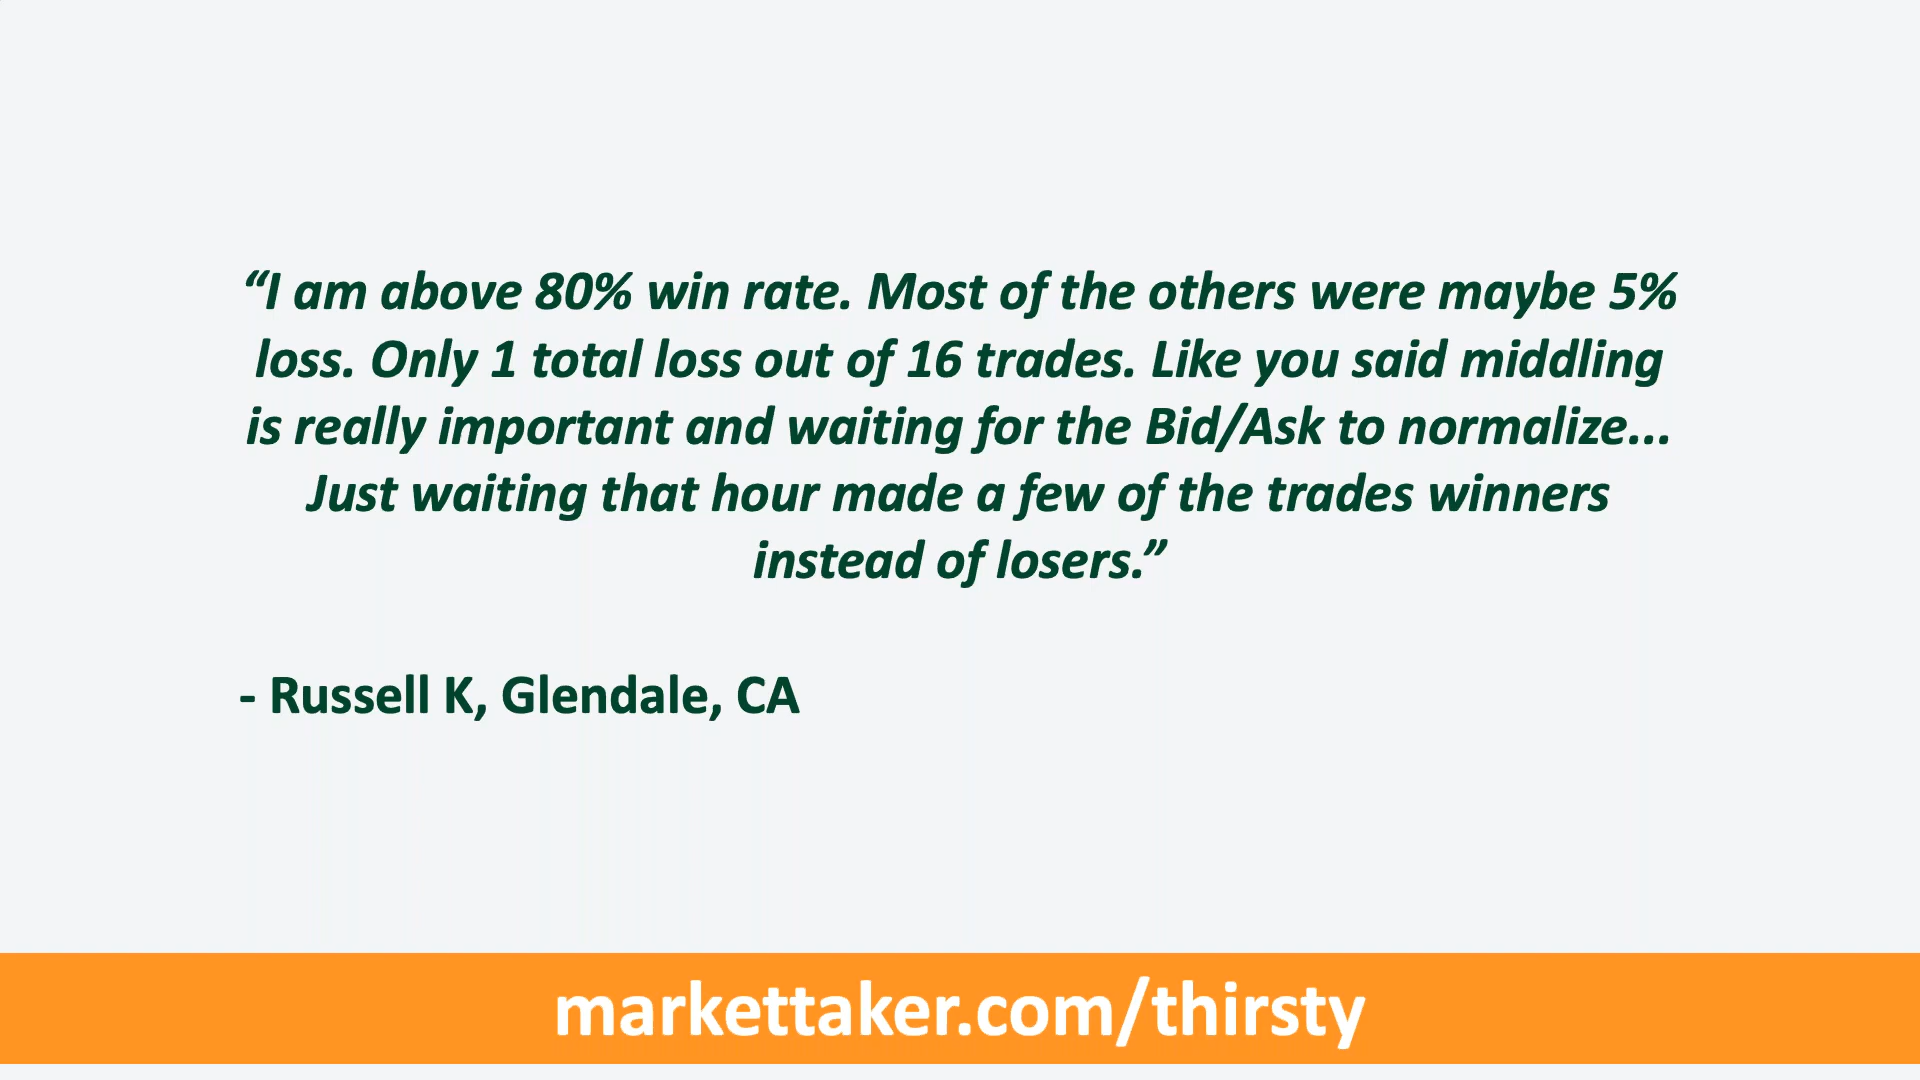 “I am above 80% win rate. Most of the others were maybe 5%
loss. Only 1 total loss out of 16 trades. Like you said middling
is really important and waiting for the Bid/Ask to normalize...
Just waiting that hour made a few of the trades winners
instead of losers.”
- Russell K, Glendale, CA
markettaker.com/thirsty